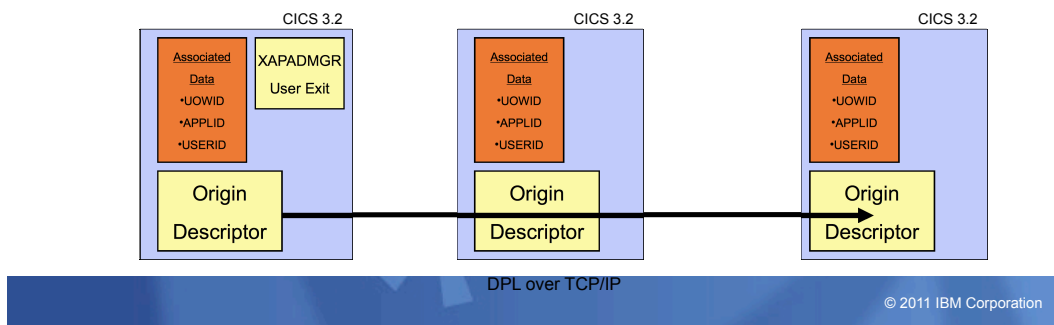 CICS 3.2
Associated
Data
•UOWID
•APPLID
•USERID
XAPADMGR
User Exit
Origin
Descriptor
CICS 3.2
Associated
Data
•UOWID
•APPLID
•USERID
Origin
Descriptor
CICS 3.2
Associated
Data
•UOWID
•APPLID
•USERID
Origin
Descriptor
DPL over TCP/IP
© 2011 IBM Corporation